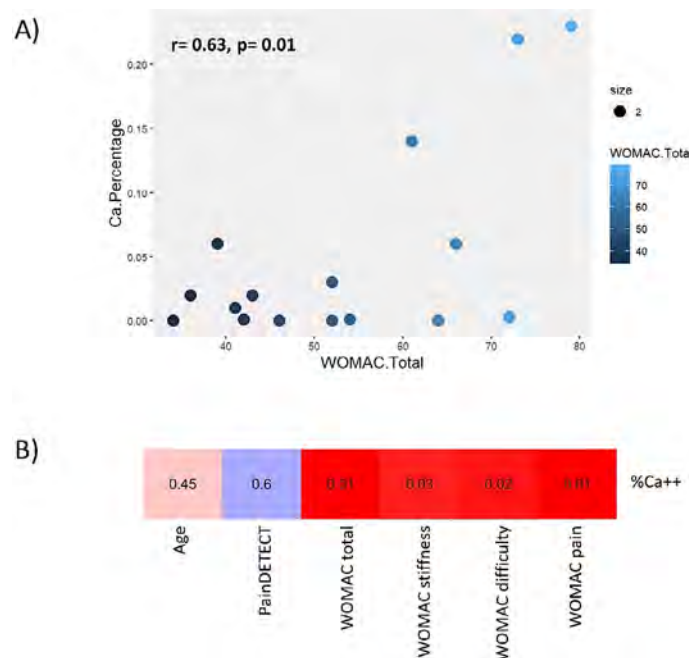 A)
r= 0.63, p= 0.01
0.20
0.15
0.10
0.05
0.00
Ca.Percentage
40
50
60
70
80
WOMAC.Total
size
2
WOMAC.Total
70
60
50
40
B)
0.45
0.6
0.01
0.03
0.02
0.01
%Ca++
Age
PainDETECT
WOMAC total
WOMAC stiffness
WOMAC difficulty
WOMAC pain